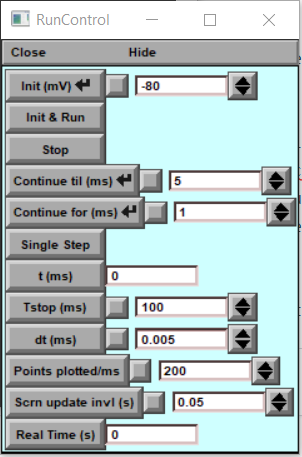 RunControl
Close Hide
Init (mV) -80
Init & Run
Stop
Continue til (ms) 5
Continue for (ms) 1
Single Step
t (ms) 0
Tstop (ms) 100
dt (ms) 0.005
Points plotted/ms 200
Scrn update invl (s) 0.05
Real Time (s) 0